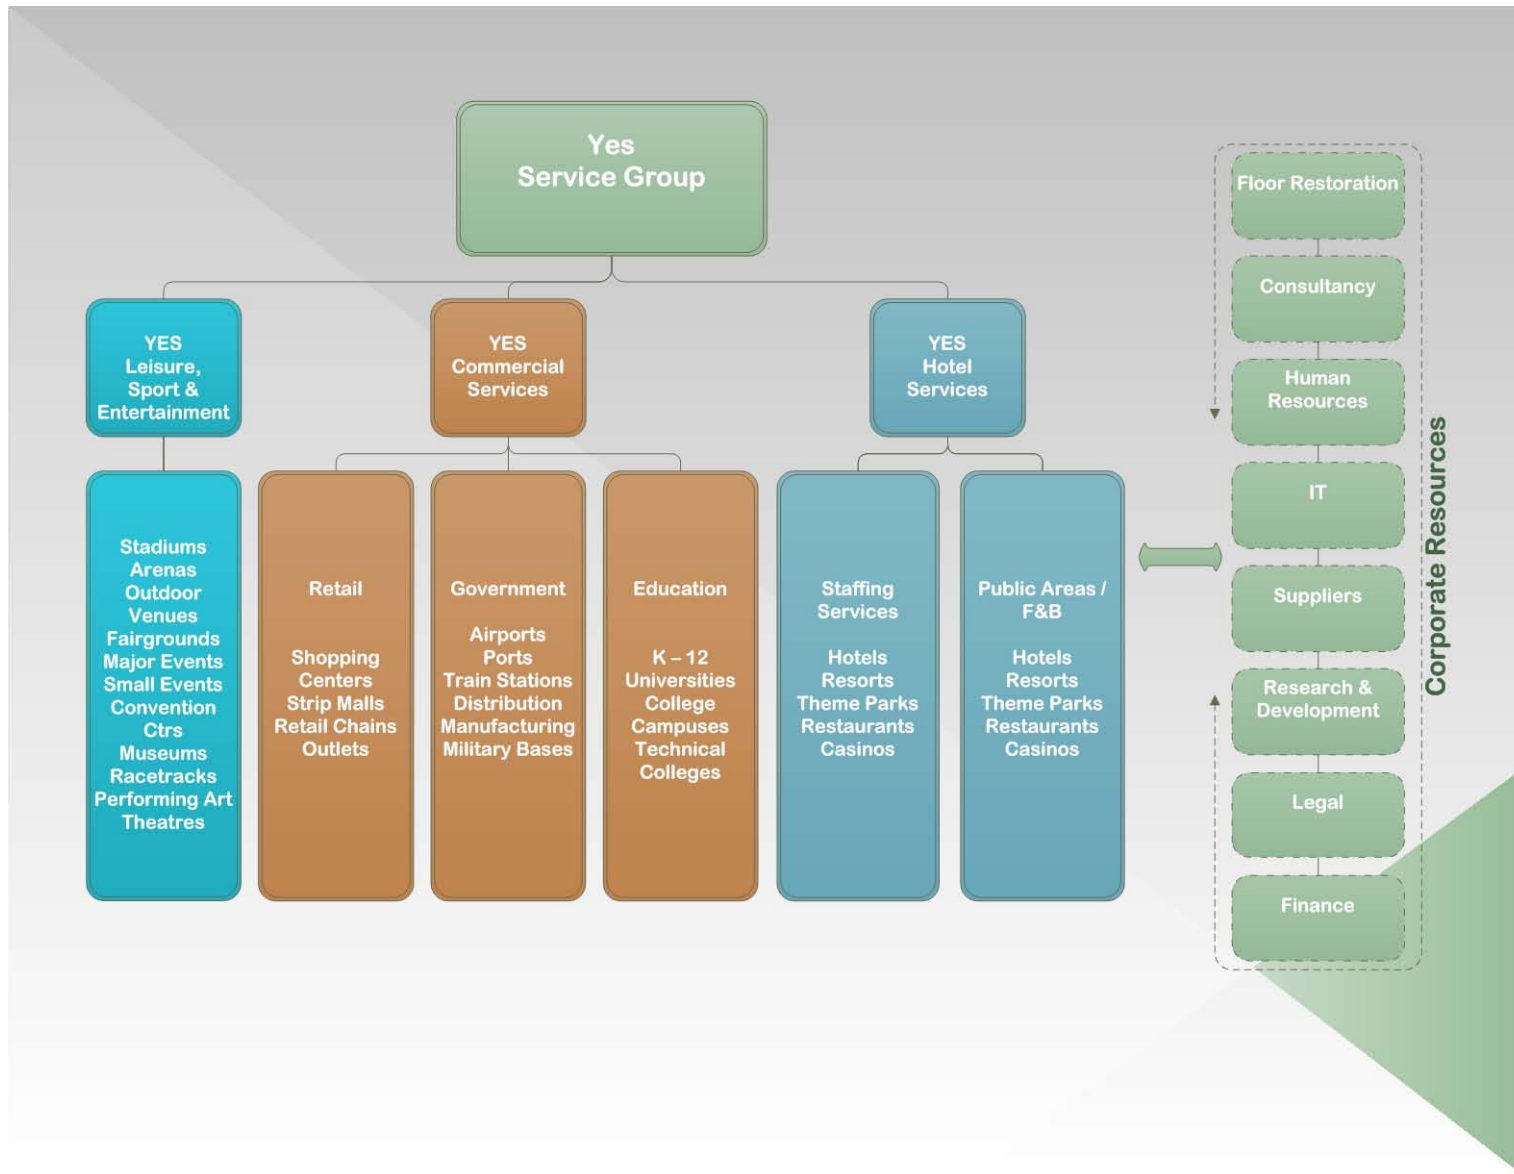 Yes
Service Group
YES
Leisure,
Sport &
Entertainment
YES
Commercial
Services
YES
Hotel
Services
Stadiums
Arenas
Outdoor
Venues
Fairgrounds
Major Events
Small Events
Convention
Ctrs
Museums
Racetracks
Performing Art
Theatres
Retail
Shopping
Centers
Strip Malls
Retail Chains
Outlets
Government
Airports
Ports
Train Stations
Distribution
Manufacturing
Military Bases
Education
K – 12
Universities
College
Campuses
Technical
Colleges
Staffing
Services
Hotels
Resorts
Theme Parks
Restaurants
Casinos
Public Areas /
F&B
Hotels
Resorts
Theme Parks
Restaurants
Casinos
Floor Restoration
Consultancy
Human
Resources
IT
Suppliers
Research &
Development
Legal
Finance
Corporate Resources